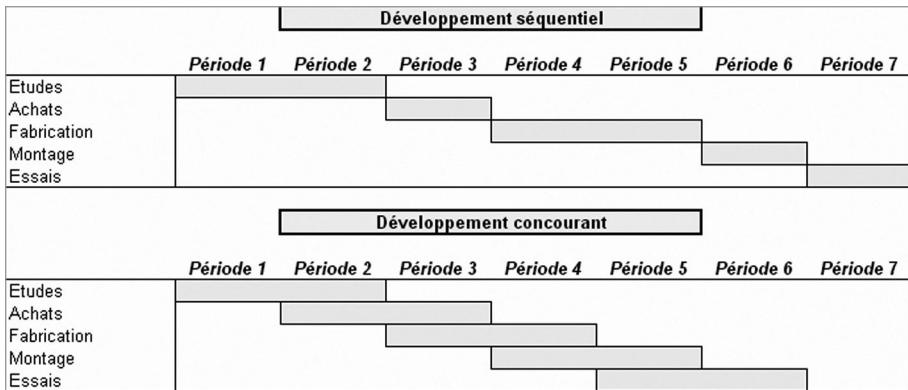 Développement séquentiel
Période 1 Période 2 Période 3 Période 4 Période 5 Période 6 Période 7
Etudes
Achats
Fabrication
Montage
Essais
Développement concourant
Période 1 Période 2 Période 3 Période 4 Période 5 Période 6 Période 7
Etudes
Achats
Fabrication
Montage
Essais